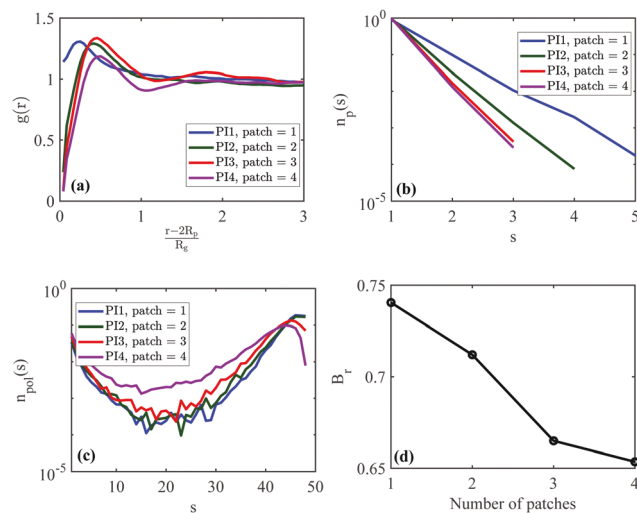 1.5
1
0.5
0
g(r)
PI1, patch = 1
PI2, patch = 2
PI3, patch = 3
PI4, patch = 4
(a)
0 1 2 3
r−2Rp
Rg
10^0
10^-5
n_p(s)
PI1, patch = 1
PI2, patch = 2
PI3, patch = 3
PI4, patch = 4
(b)
1 2 3 4 5
s
10^0
10^-5
n_pol(s)
PI1, patch = 1
PI2, patch = 2
PI3, patch = 3
PI4, patch = 4
(c)
10 20 30 40 50
s
0.75
0.7
0.65
B_r
(d)
1 2 3 4
Number of patches